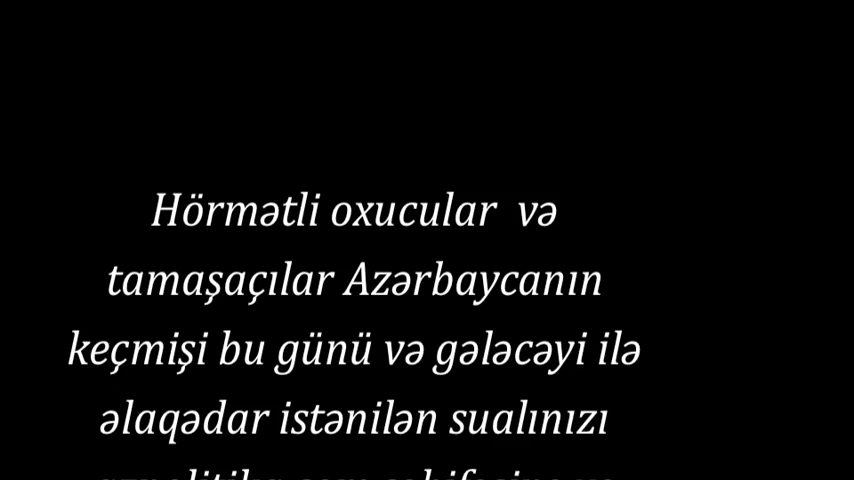 Hörmətli oxucular və
tamaşaçılar Azərbaycanın
keçmişi bu günü və gələcəyi ilə
əlaqədar istənilən sualınızı